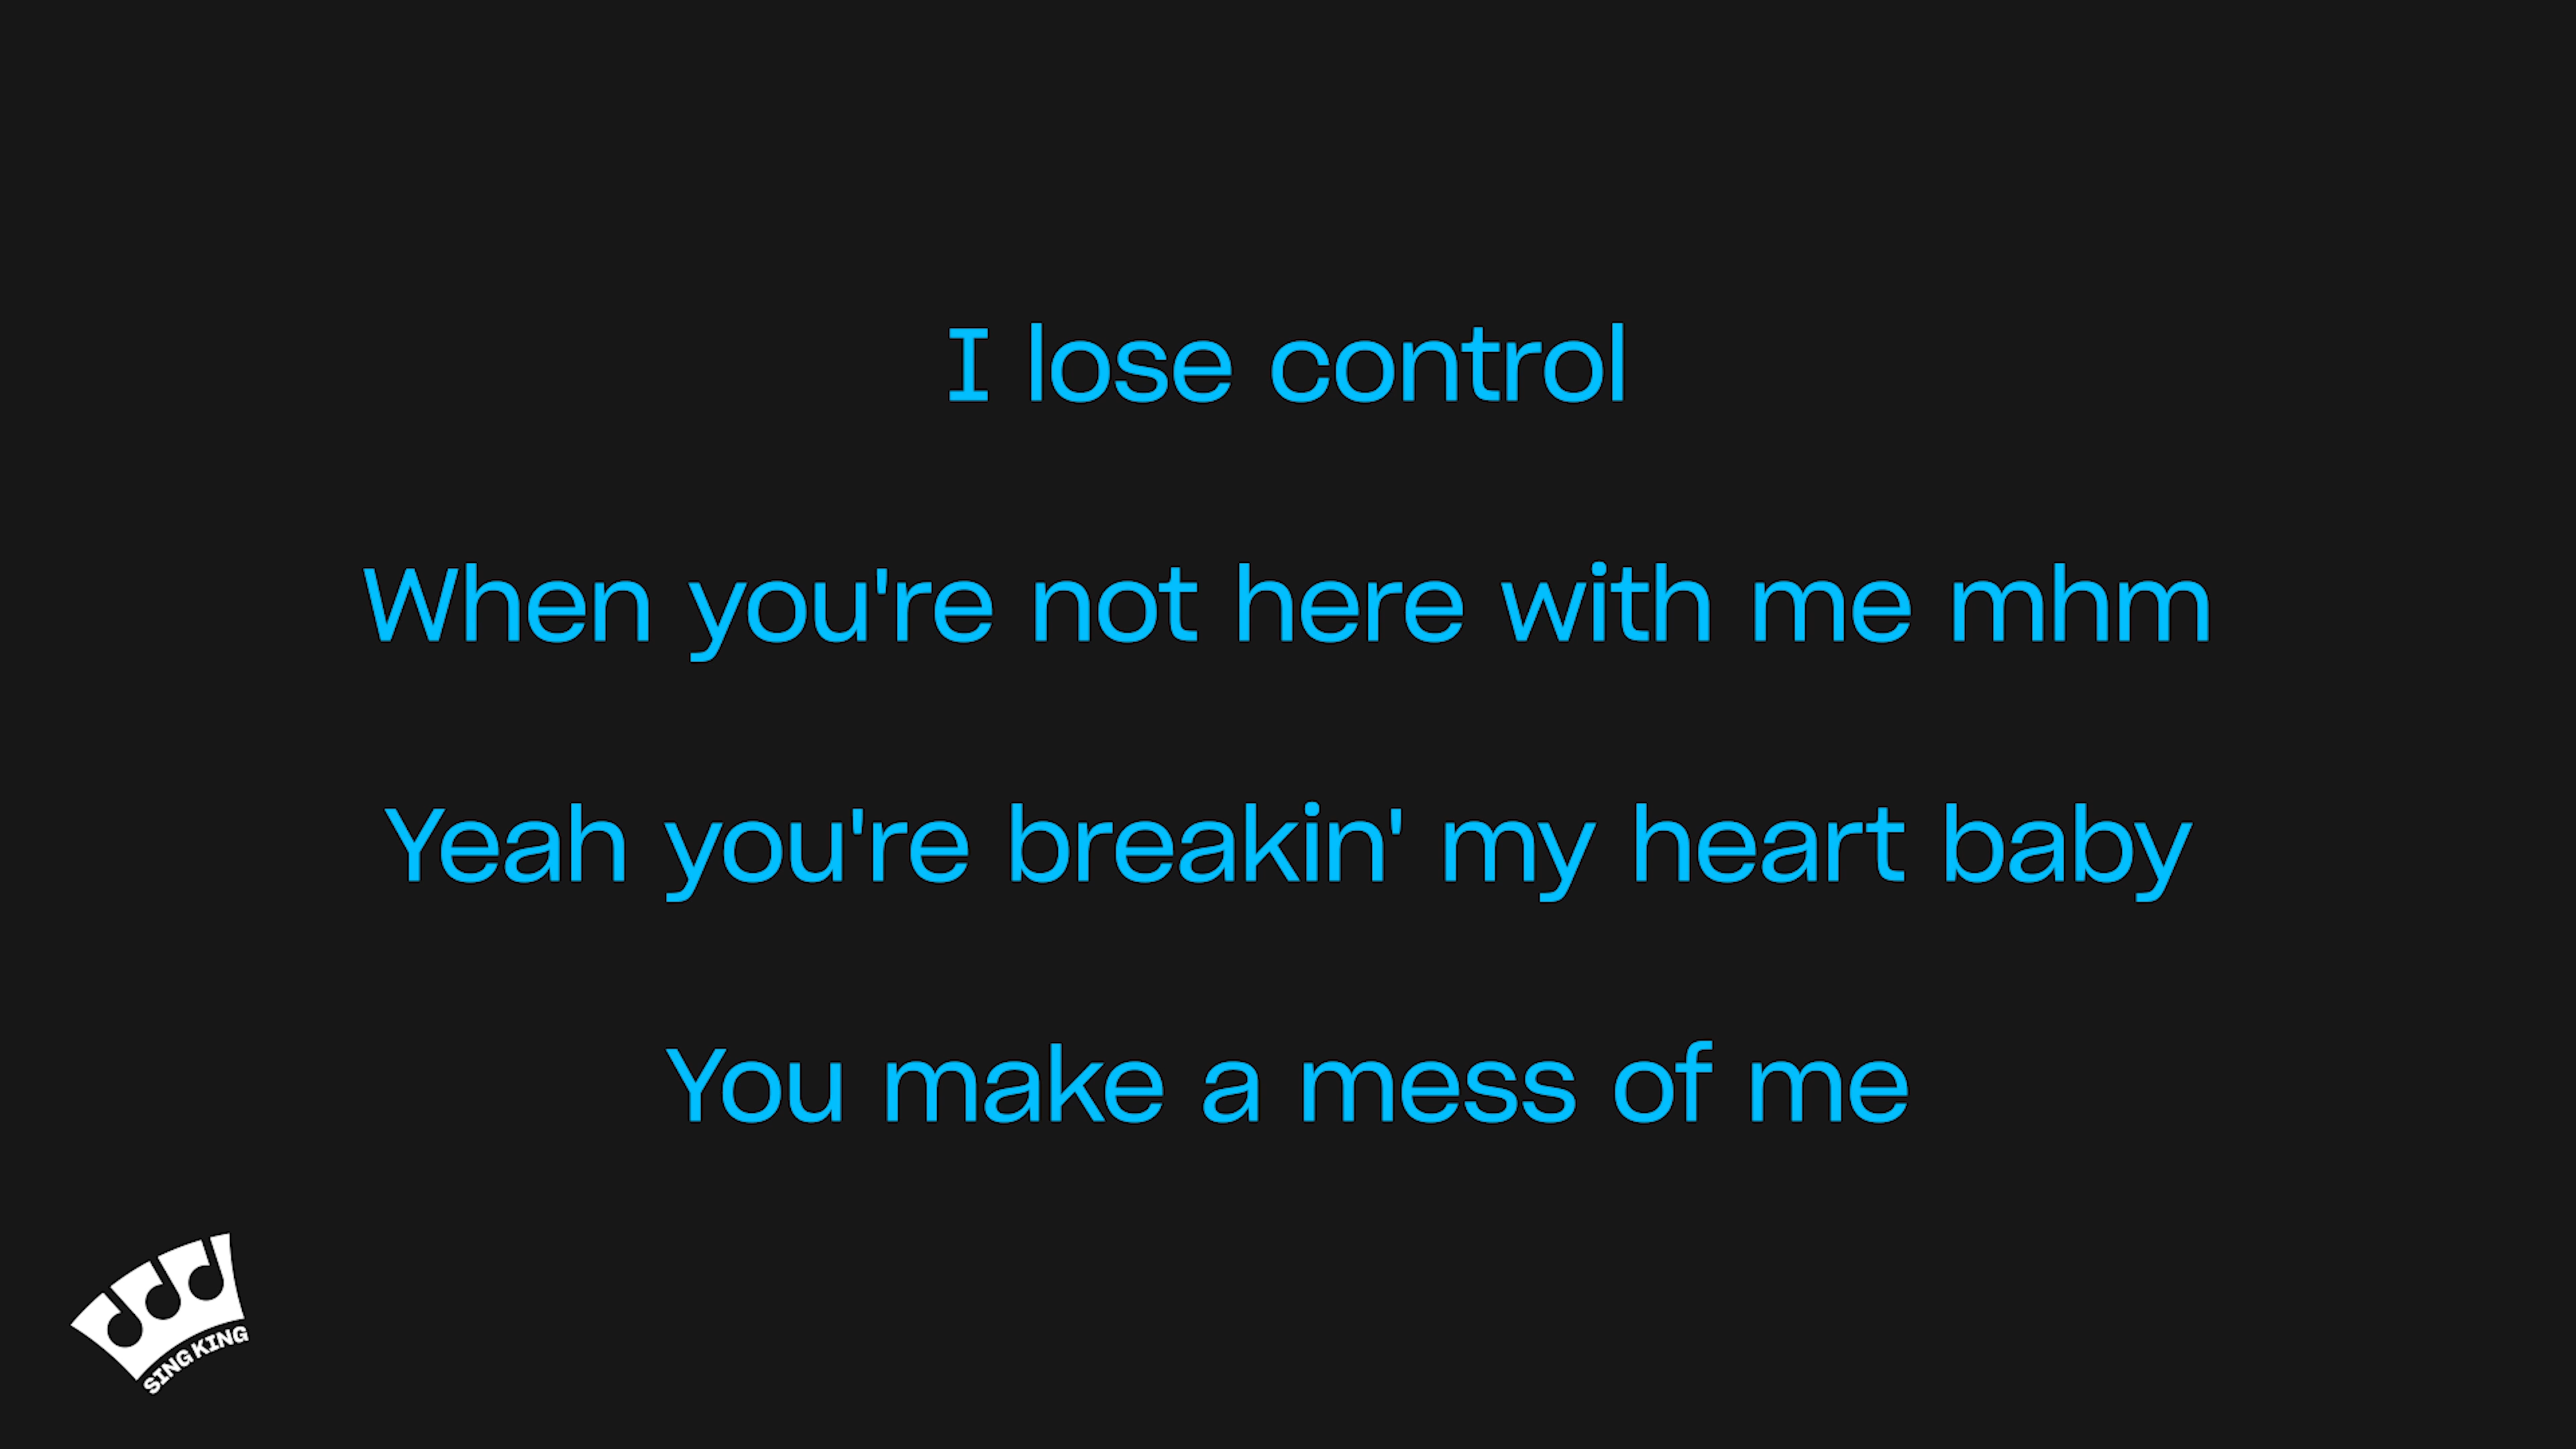 I lose control
When you're not here with me mhm
Yeah you're breakin' my heart baby
You make a mess of me
SING KING